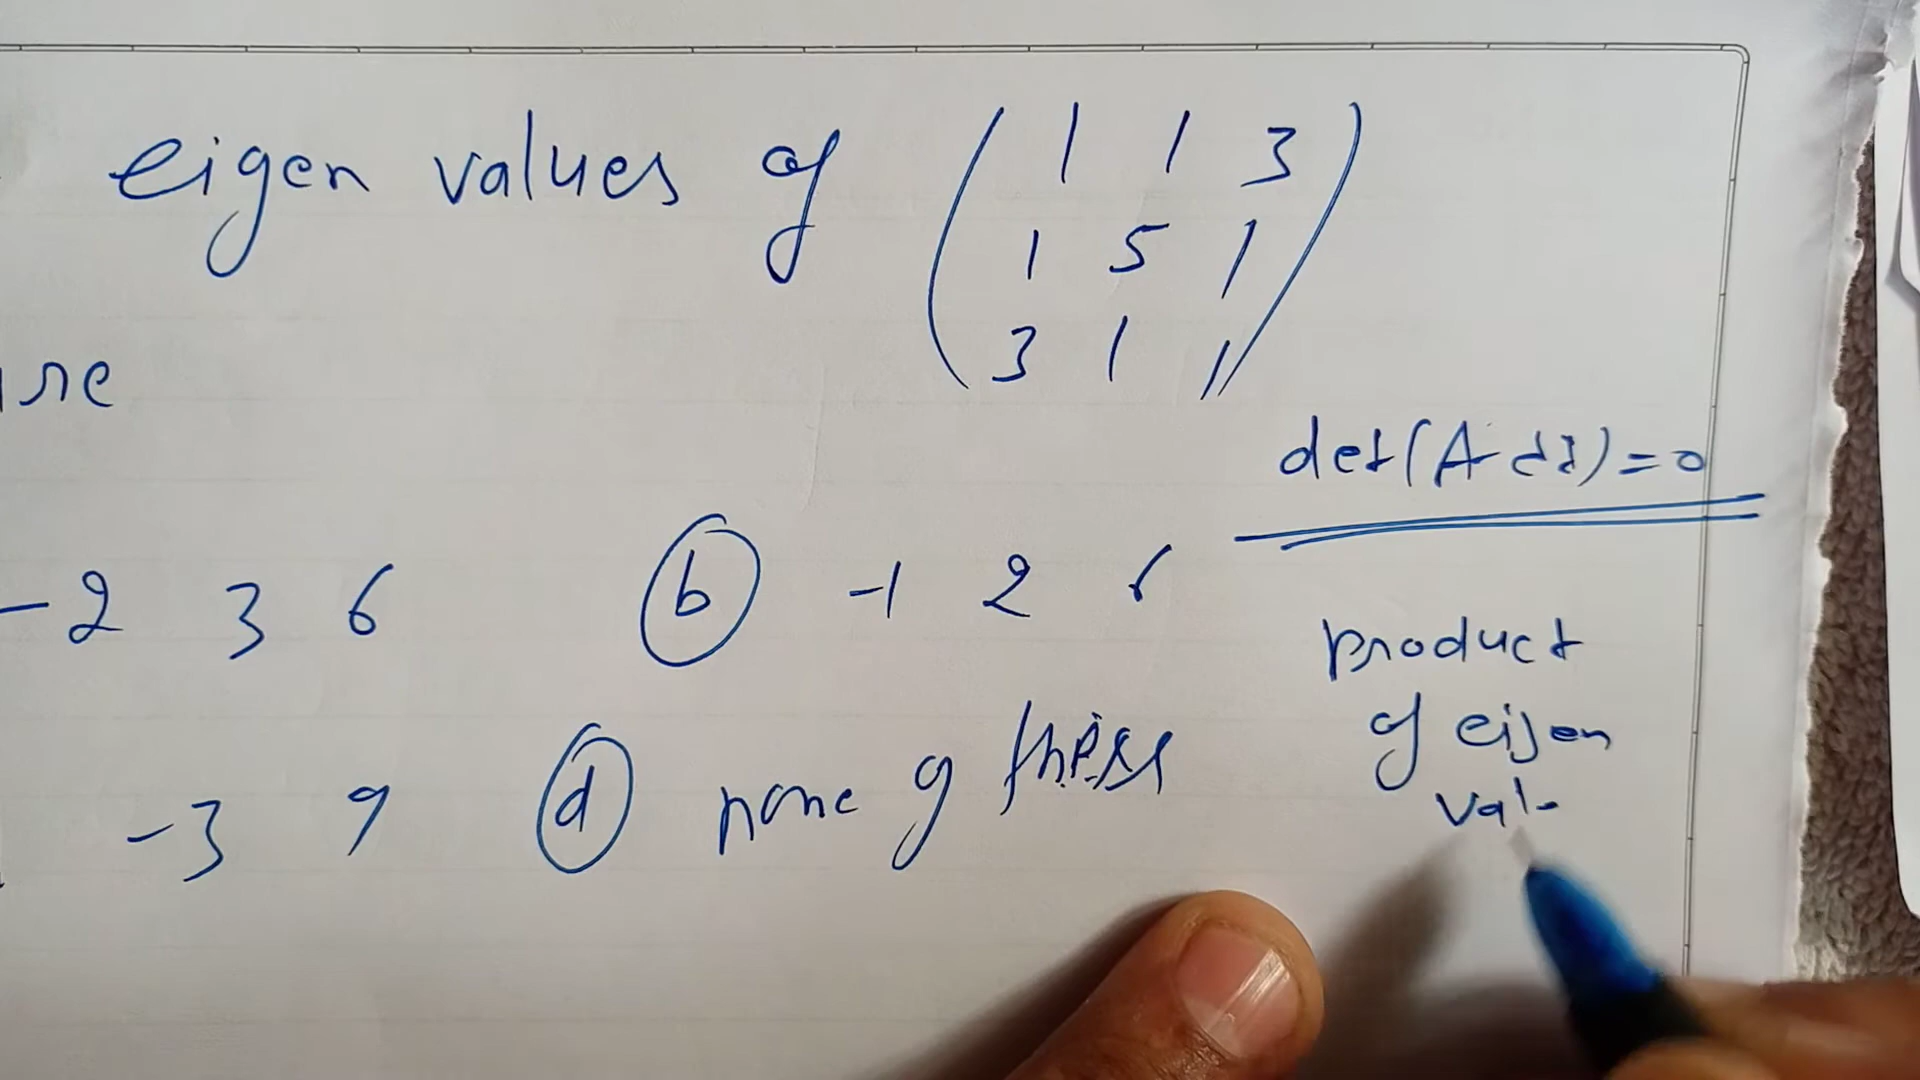 eigen values of ( 1 1 3
1 5 1
3 1 1 )
are
det(A-λI)=0
-2 3 6 (b) -1 2 6
-3 9 (d) none of these
product
of eigen
val